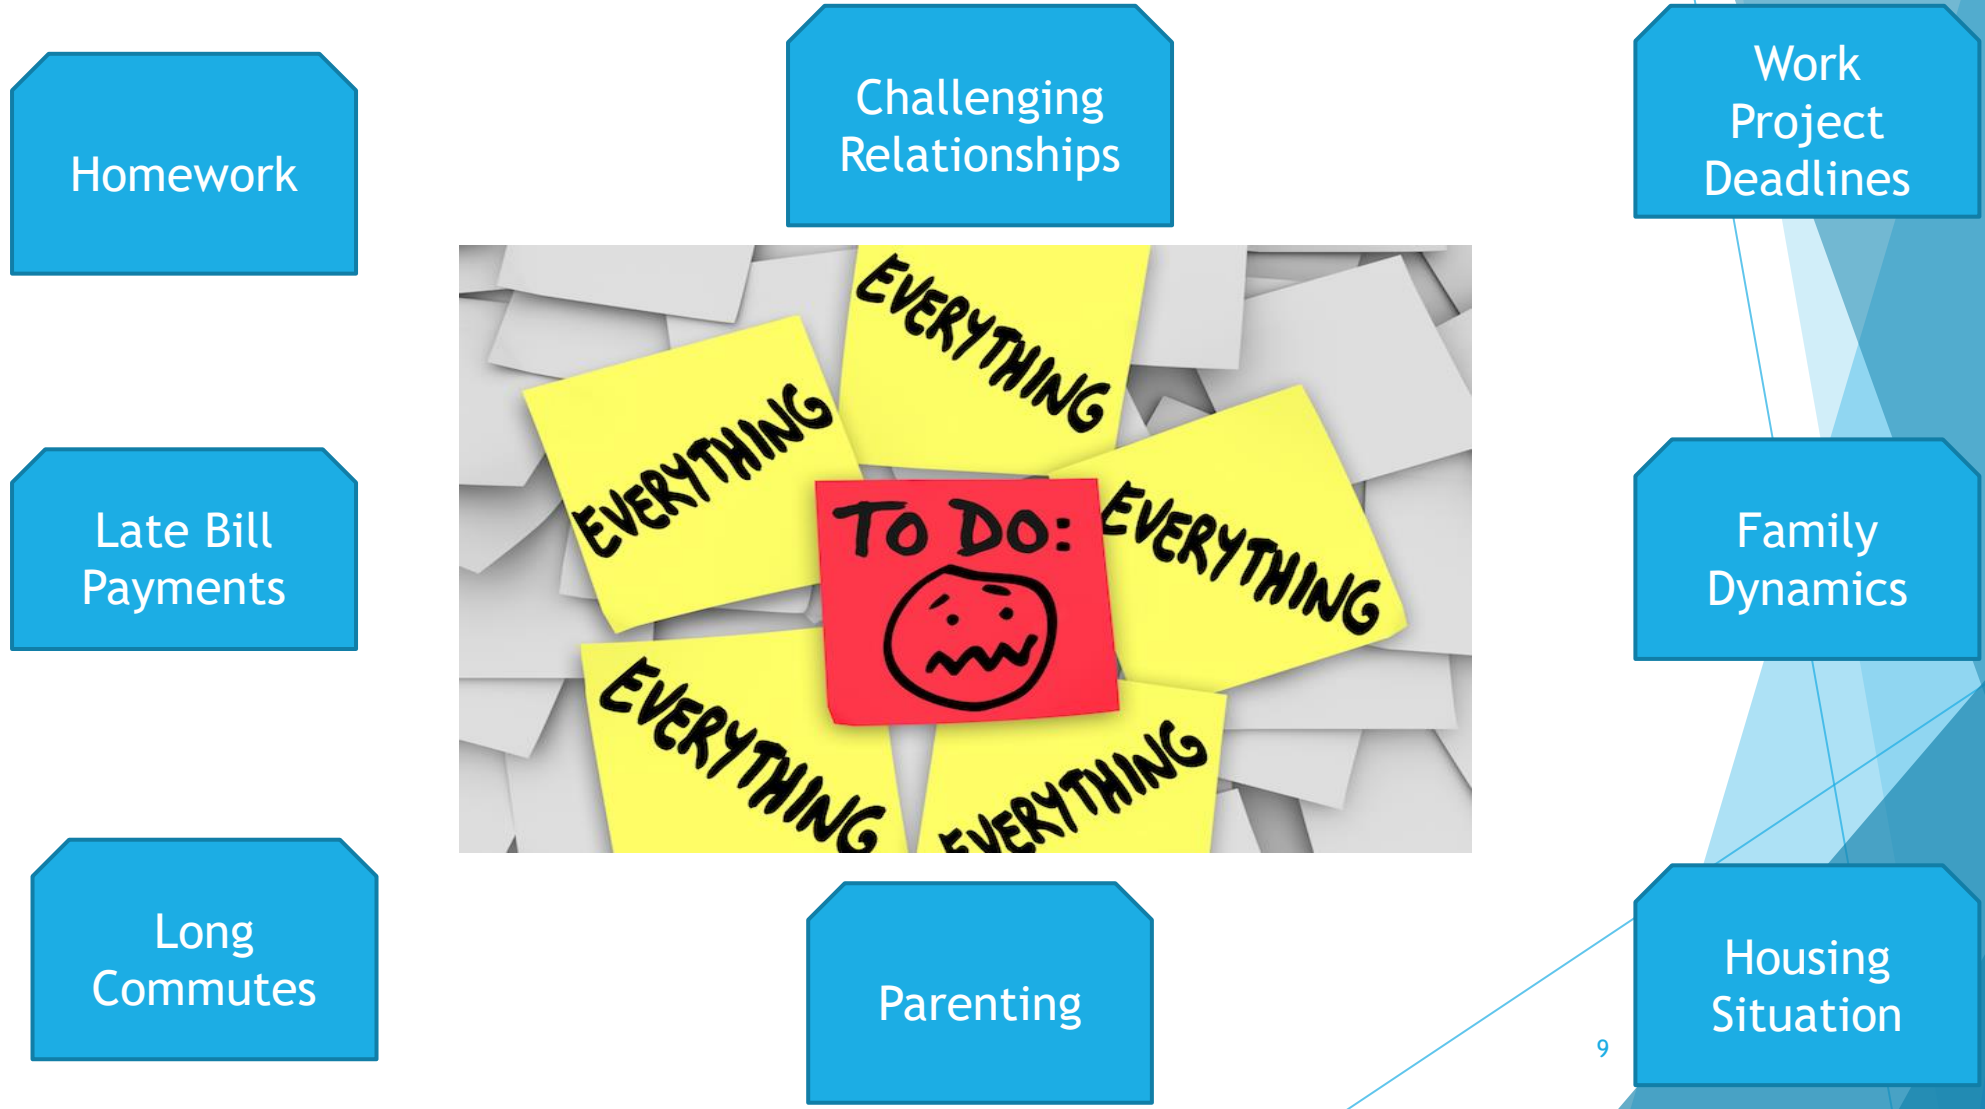 Homework
Challenging
Relationships
Work
Project
Deadlines
EVERYTHING
EVERYTHING
EVERYTHING
TO DO:
EVERYTHING
EVERYTHING
Late Bill
Payments
Family
Dynamics
Long
Commutes
Parenting
Housing
Situation
9